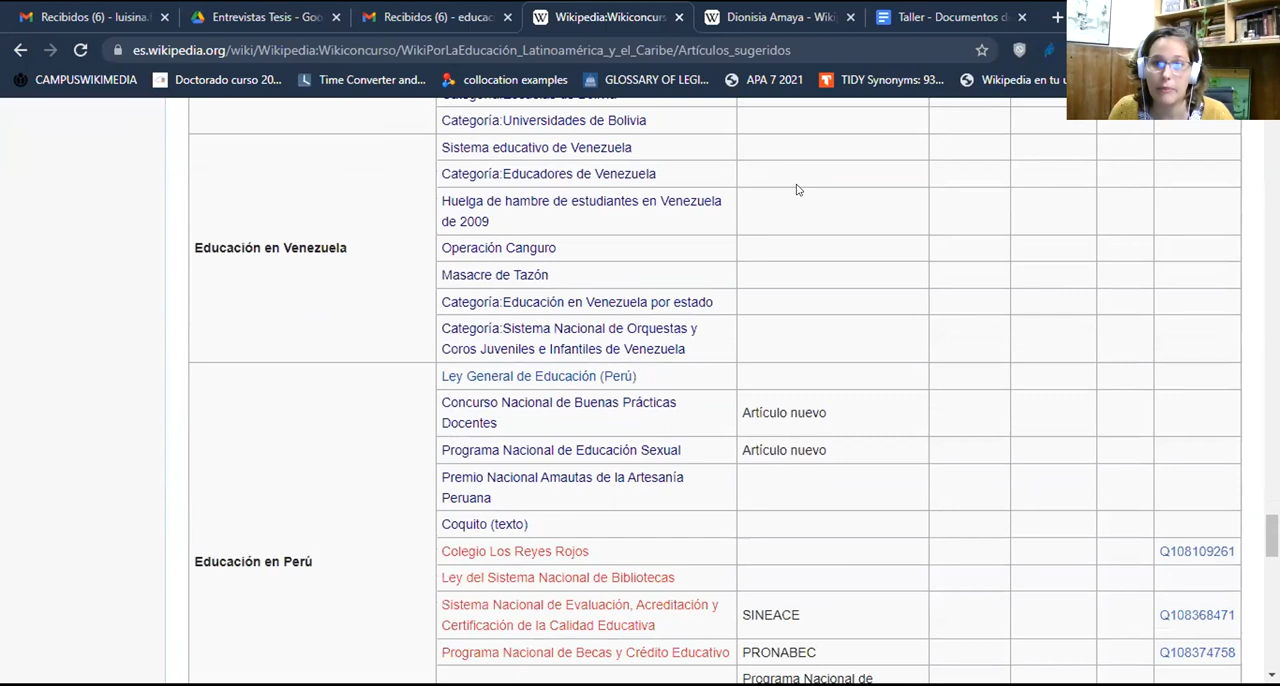 Recibidos (6) - luisina.f
Entrevistas Tesis - Goo
Recibidos (6) - educac
Wikipedia:Wikiconcurs
Dionisia Amaya - Wiki
Taller - Documentos d
es.wikipedia.org/wiki/Wikipedia:Wikiconcurso/WikiPorLaEducación_Latinoamérica_y_el_Caribe/Artículos_sugeridos
CAMPUSWIKIMEDIA
Doctorado curso 20...
Time Converter and...
collocation examples
GLOSSARY OF LEGI...
APA 7 2021
TIDY Synonyms: 93...
Wikipedia en tu u
Categoría:Escuelas de Bolivia
Categoría:Universidades de Bolivia
Educación en Venezuela
Sistema educativo de Venezuela
Categoría:Educadores de Venezuela
Huelga de hambre de estudiantes en Venezuela
de 2009
Operación Canguro
Masacre de Tazón
Categoría:Educación en Venezuela por estado
Categoría:Sistema Nacional de Orquestas y
Coros Juveniles e Infantiles de Venezuela
Educación en Perú
Ley General de Educación (Perú)
Concurso Nacional de Buenas Prácticas
Docentes
Artículo nuevo
Programa Nacional de Educación Sexual
Artículo nuevo
Premio Nacional Amautas de la Artesanía
Peruana
Coquito (texto)
Colegio Los Reyes Rojos
Q108109261
Ley del Sistema Nacional de Bibliotecas
Sistema Nacional de Evaluación, Acreditación y
Certificación de la Calidad Educativa
SINEACE
Q108368471
Programa Nacional de Becas y Crédito Educativo
PRONABEC
Q108374758
Programa Nacional de